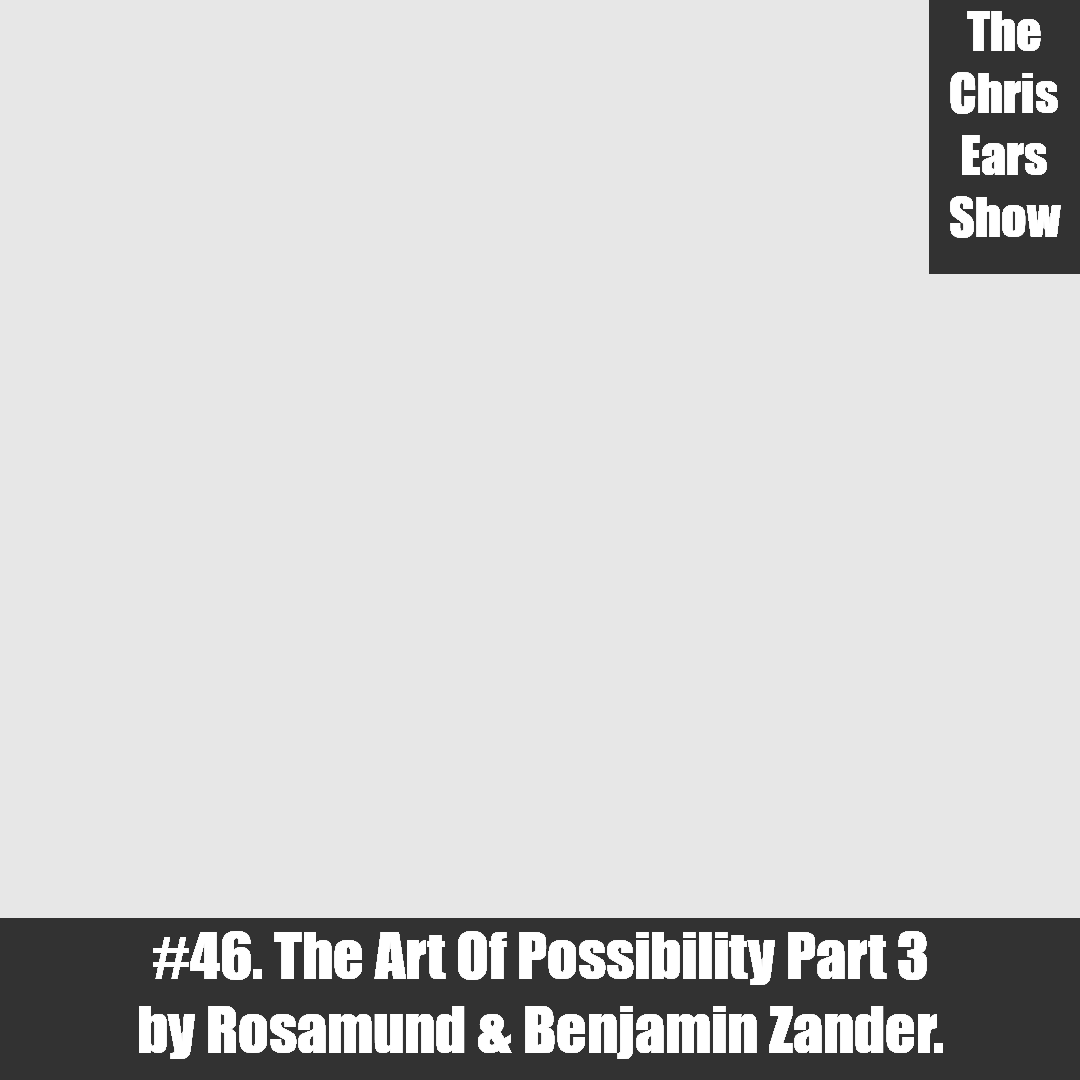 The
Chris
Ears
Show
#46. The Art Of Possibility Part 3
by Rosamund & Benjamin Zander.